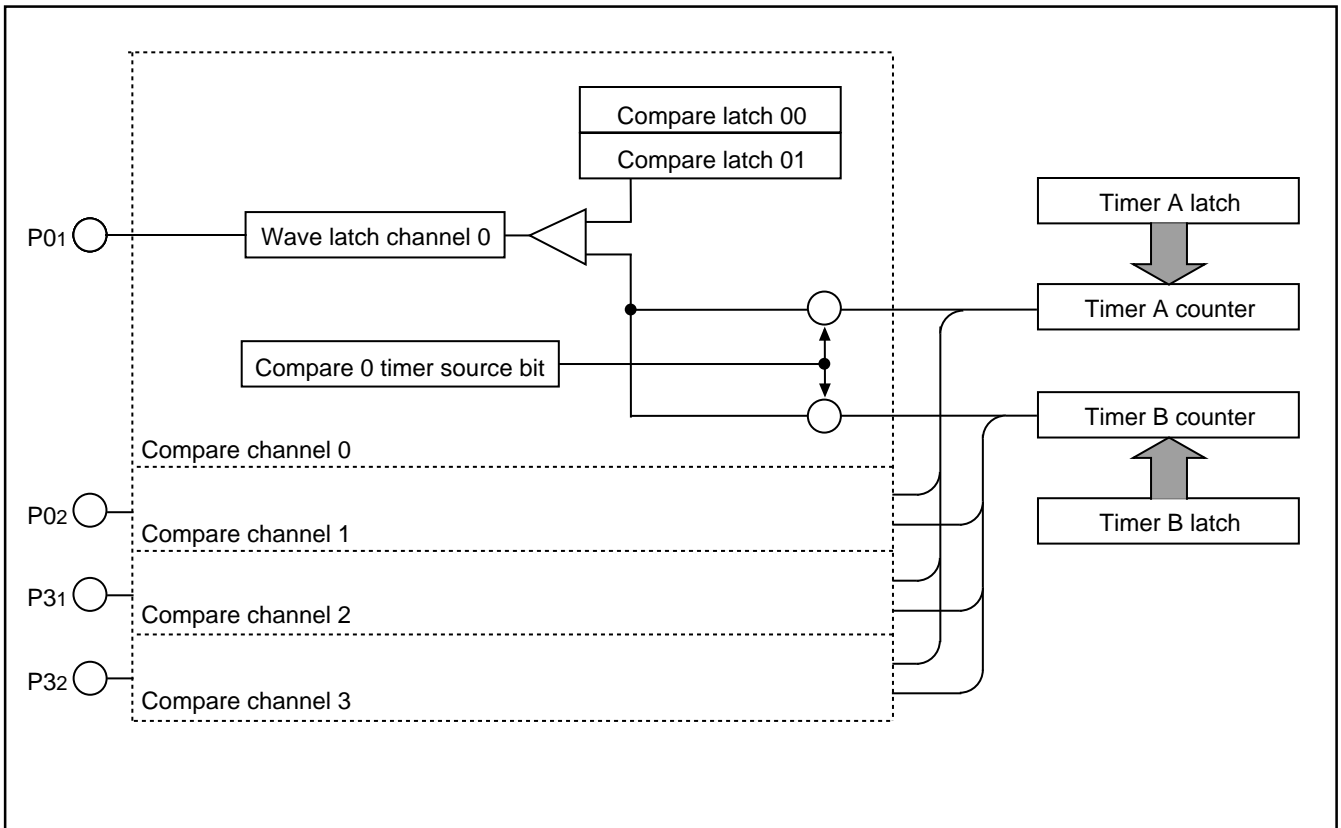 Compare latch 00
Compare latch 01
Timer A latch
P01
Wave latch channel 0
Timer A counter
Compare 0 timer source bit
Timer B counter
Compare channel 0
P02
Timer B latch
Compare channel 1
P31
Compare channel 2
P32
Compare channel 3